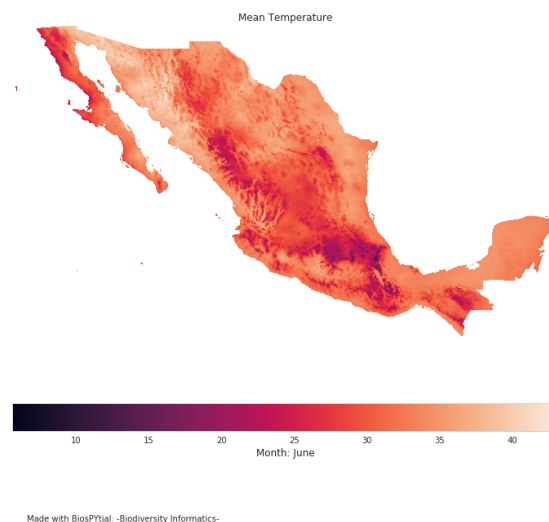 Mean Temperature
10 15 20 25 30 35 40
Month: June
Made with BiosPYtial: -Biodiversity Informatics-